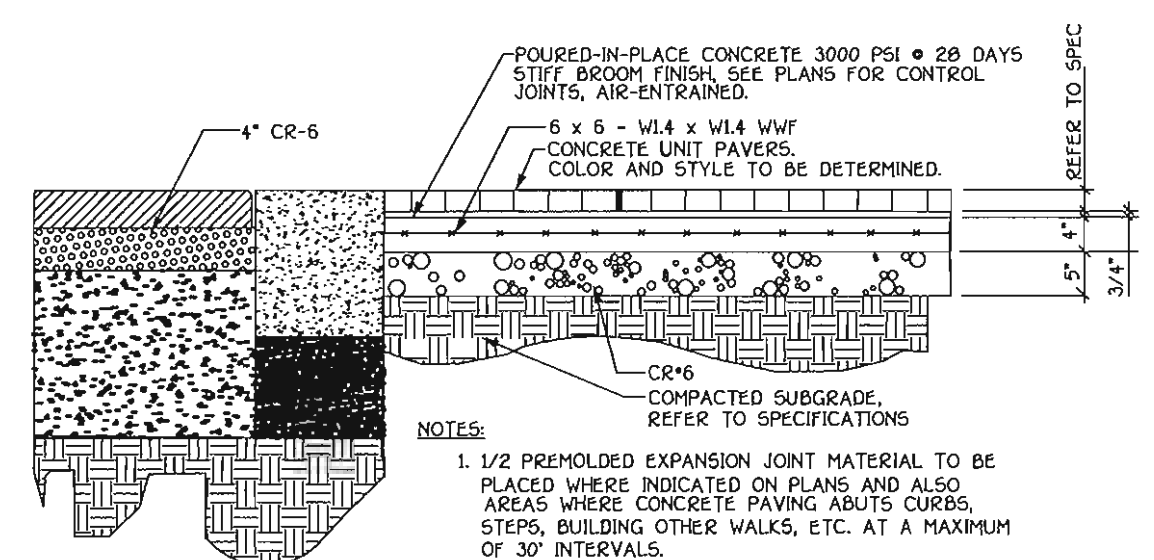 POURED-IN-PLACE CONCRETE 3000 PSI @ 28 DAYS
STIFF BROOM FINISH, SEE PLANS FOR CONTROL
JOINTS, AIR-ENTRAINED.
4" CR-6
6 x 6 - W1.4 x W1.4 WWF
CONCRETE UNIT PAVERS.
COLOR AND STYLE TO BE DETERMINED.
REFER TO SPEC
4"
5"
3/4"
CR•6
COMPACTED SUBGRADE,
REFER TO SPECIFICATIONS
NOTES:
1. 1/2 PREMOLDED EXPANSION JOINT MATERIAL TO BE
PLACED WHERE INDICATED ON PLANS AND ALSO
AREAS WHERE CONCRETE PAVING ABUTS CURBS,
STEPS, BUILDING OTHER WALKS, ETC. AT A MAXIMUM
OF 30' INTERVALS.